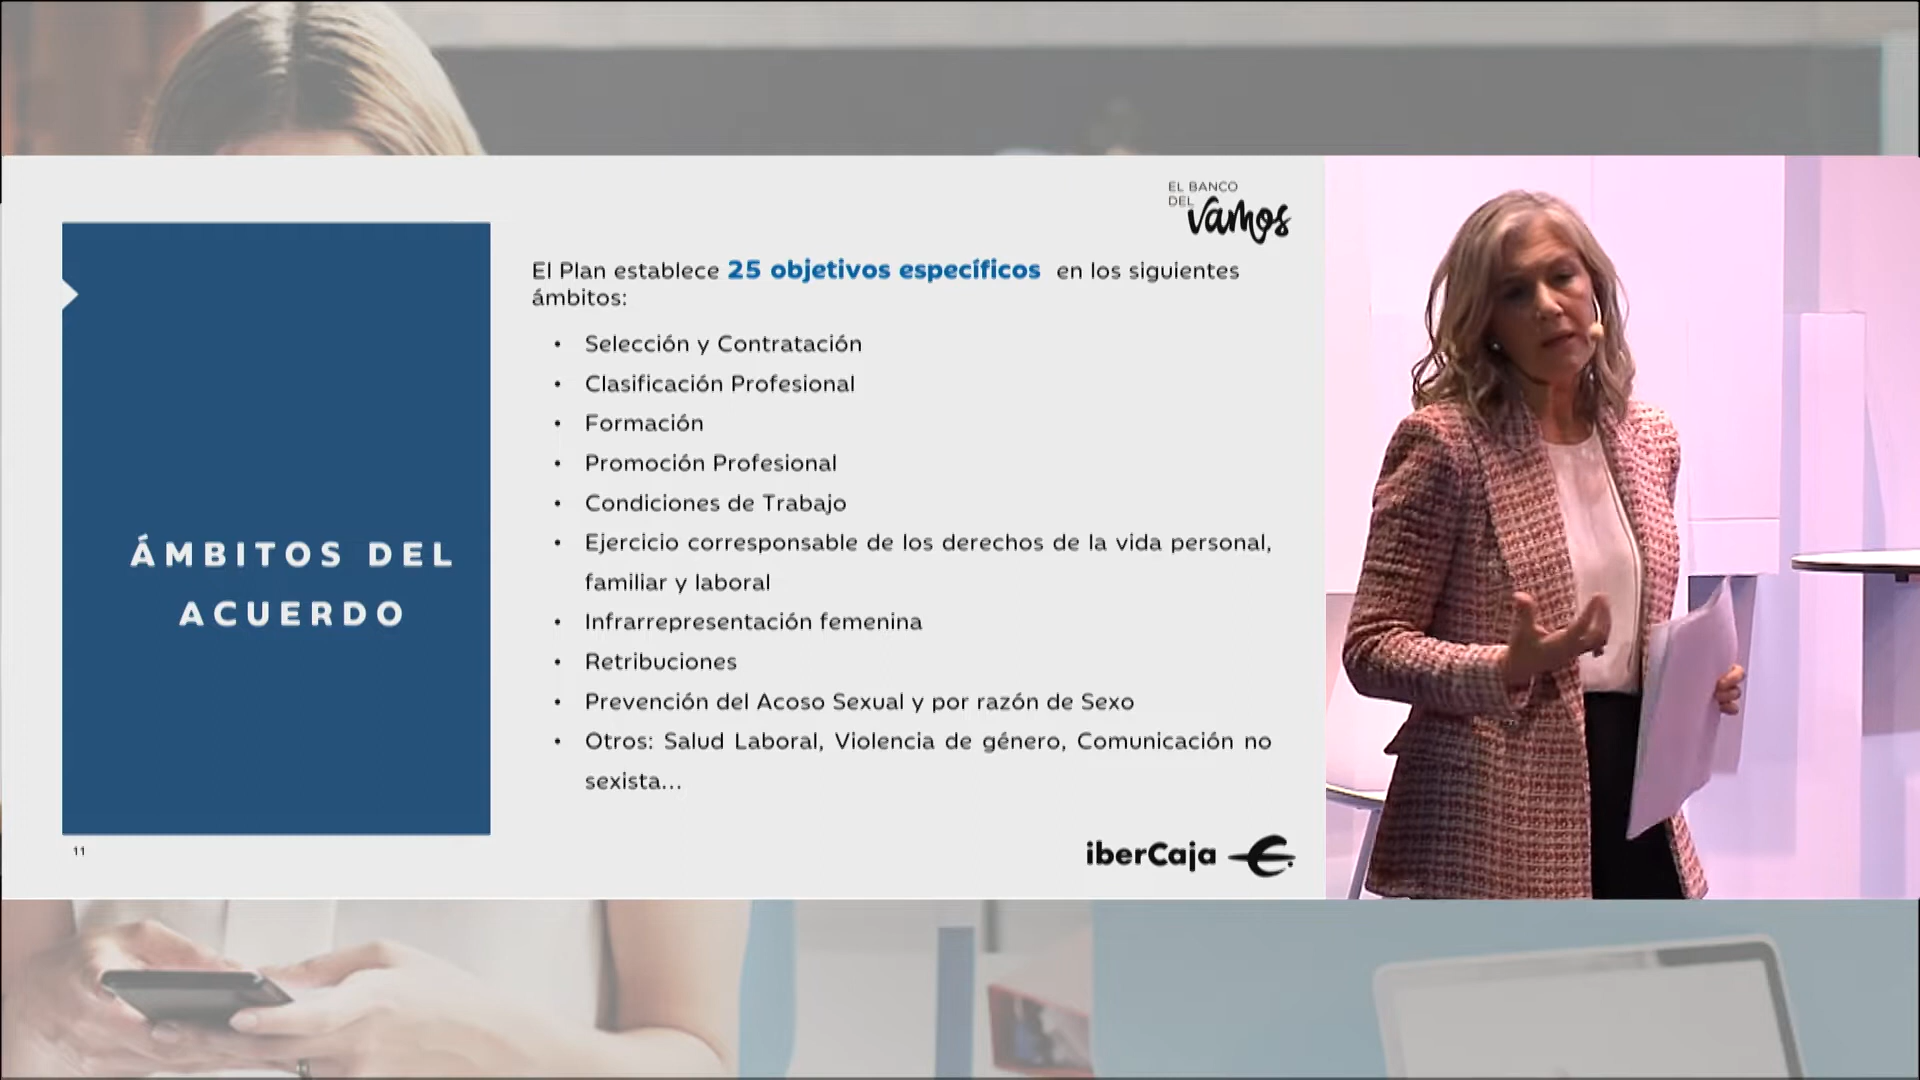 EL BANCO
DEL vamos
El Plan establece 25 objetivos específicos en los siguientes
ámbitos:
• Selección y Contratación
• Clasificación Profesional
• Formación
• Promoción Profesional
• Condiciones de Trabajo
• Ejercicio corresponsable de los derechos de la vida personal,
familiar y laboral
• Infrarrepresentación femenina
• Retribuciones
• Prevención del Acoso Sexual y por razón de Sexo
• Otros: Salud Laboral, Violencia de género, Comunicación no
sexista...
ÁMBITOS DEL
ACUERDO
11
iberCaja